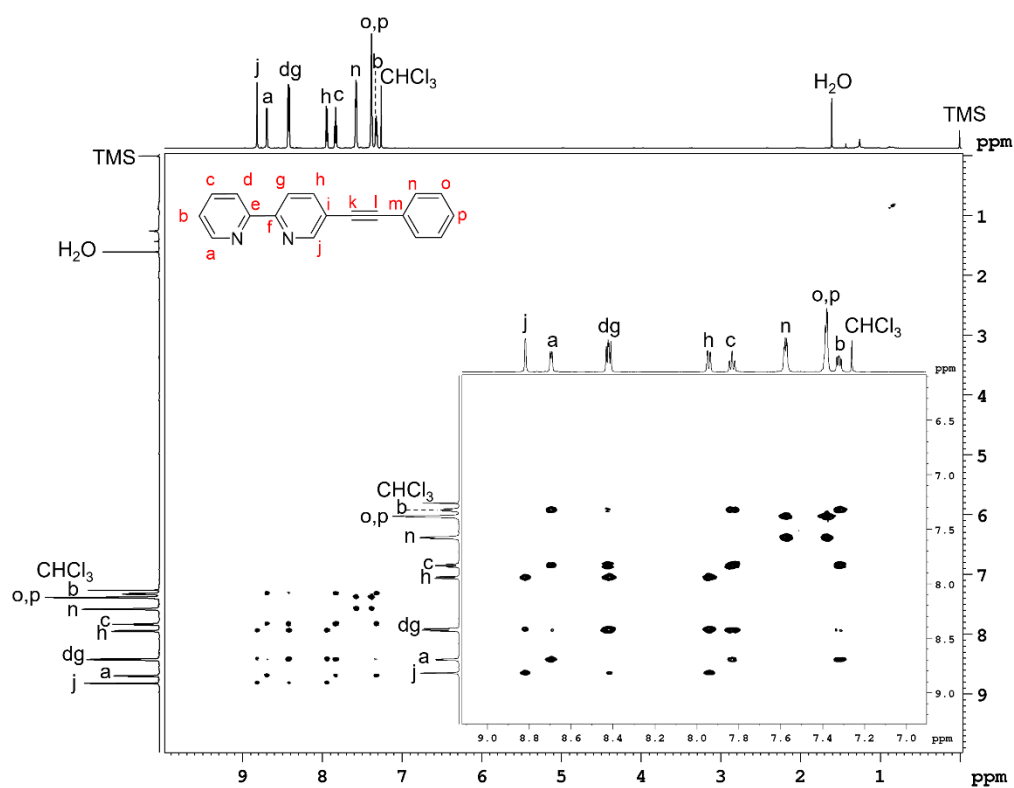 o,p
b
j
dg
n
CHCl3
a
h
c
H2O
TMS
ppm
TMS
c
d
g
h
n
o
k
l
b
e
i
m
p
f
N
N
a
j
H2O
1
2
3
4
5
6
7
8
9
o,p
j
dg
n
CHCl3
a
h
c
b
ppm
6.5
7.0
7.5
8.0
8.5
9.0
CHCl3
b
o,p
n
c
h
dg
a
j
9.0 8.8 8.6 8.4 8.2 8.0 7.8 7.6 7.4 7.2 7.0 ppm
CHCl3
b
o,p
n
c
h
dg
a
j
9 8 7 6 5 4 3 2 1 ppm